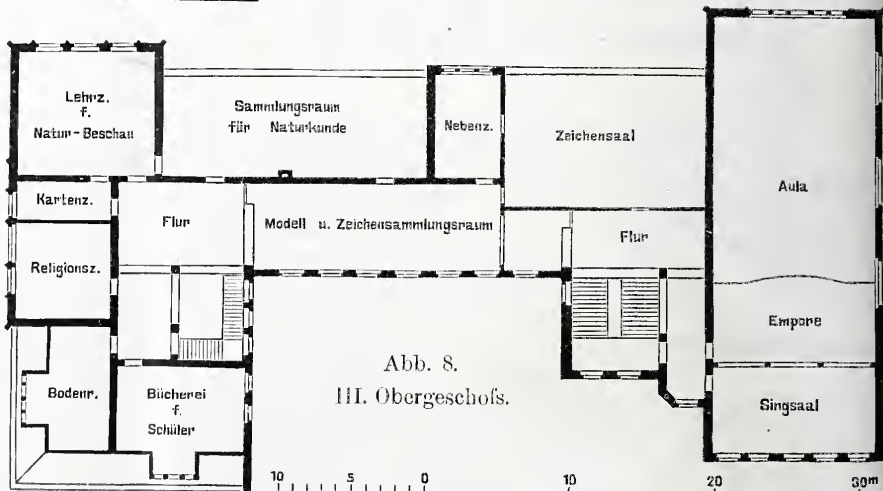 Lehrz.
f.
Natur-Beschau
Sammlungsraum
für Naturkunde
Nebenz.
Zeichensaal
Aula
Kartenz.
Flur
Modell u. Zeichensammlungsraum
Flur
Religionsz.
Empore
Bodenr.
Bücherei
f.
Schüler
Abb. 8.
III. Obergeschoſs.
Singsaal
10 5 0 10 20 30m